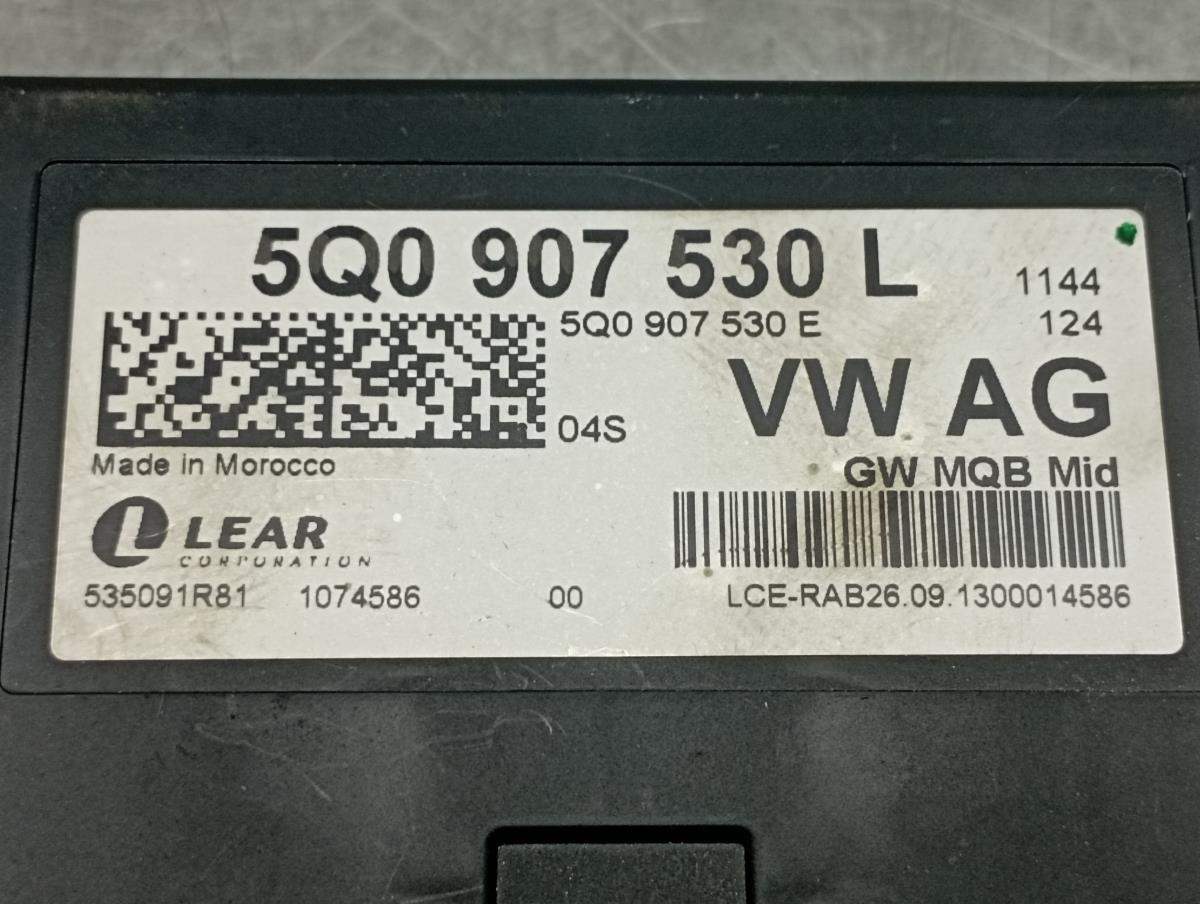 5Q0 907 530 L 1144
5Q0 907 530 E 124
VW AG
04S
Made in Morocco
GW MQB Mid
LEAR
CORPORATION
535091R81 1074586 00 LCE-RAB26.09.1300014586